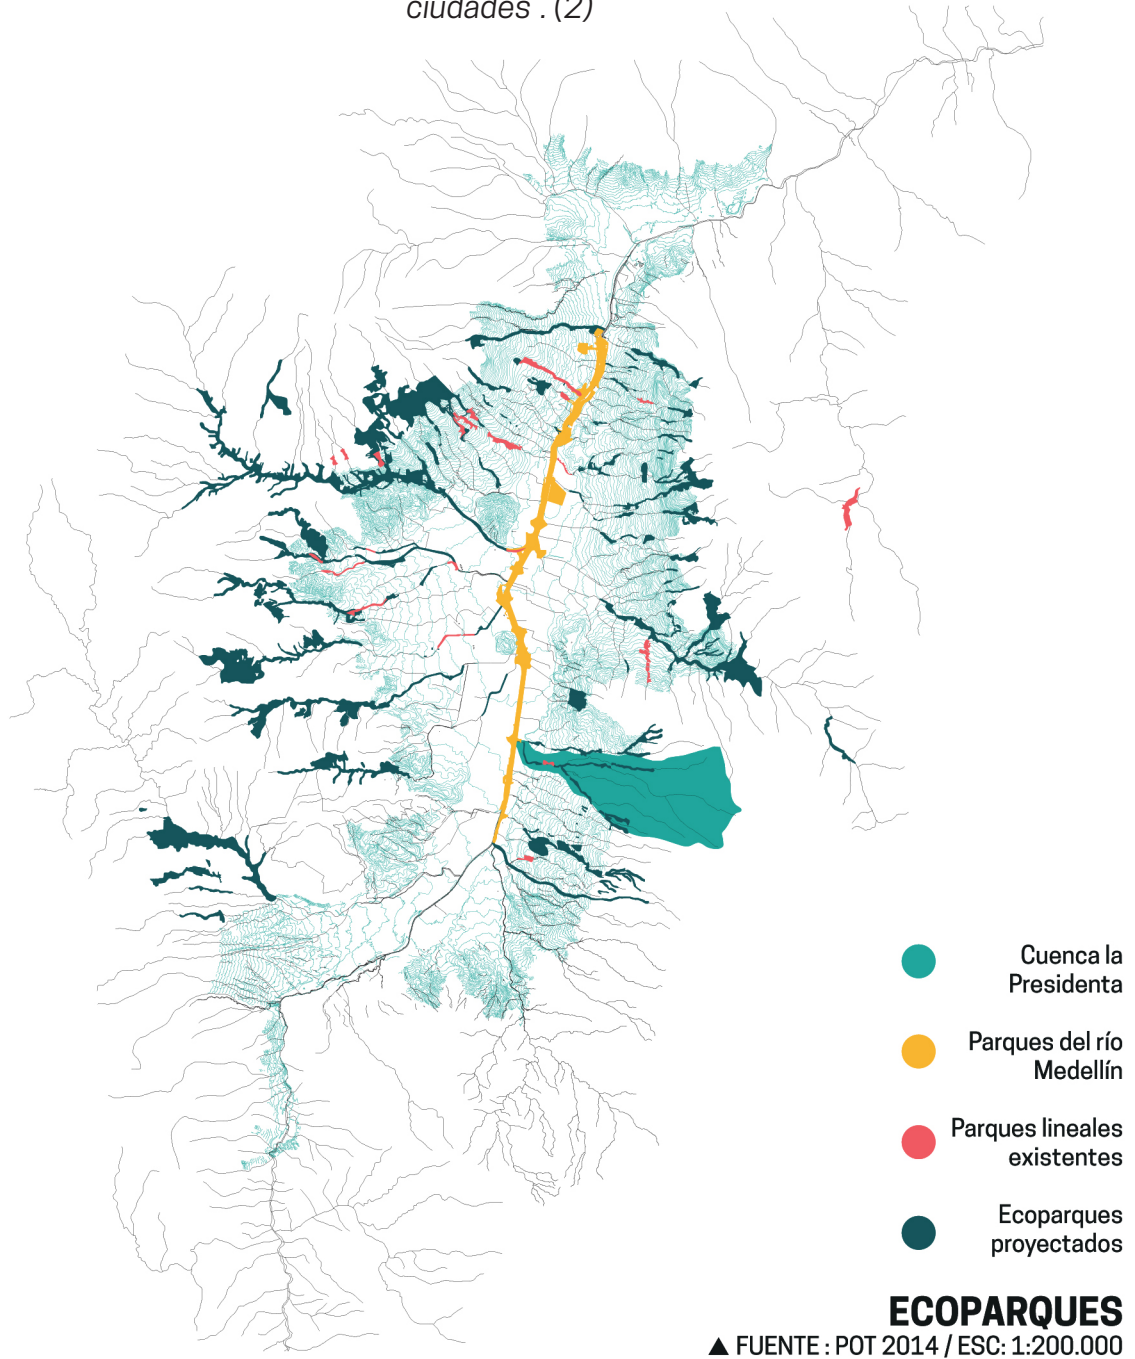 ciudades . (2)
Cuenca la
Presidenta
Parques del río
Medellín
Parques lineales
existentes
Ecoparques
proyectados
ECOPARQUES
▲ FUENTE : POT 2014 / ESC: 1:200.000